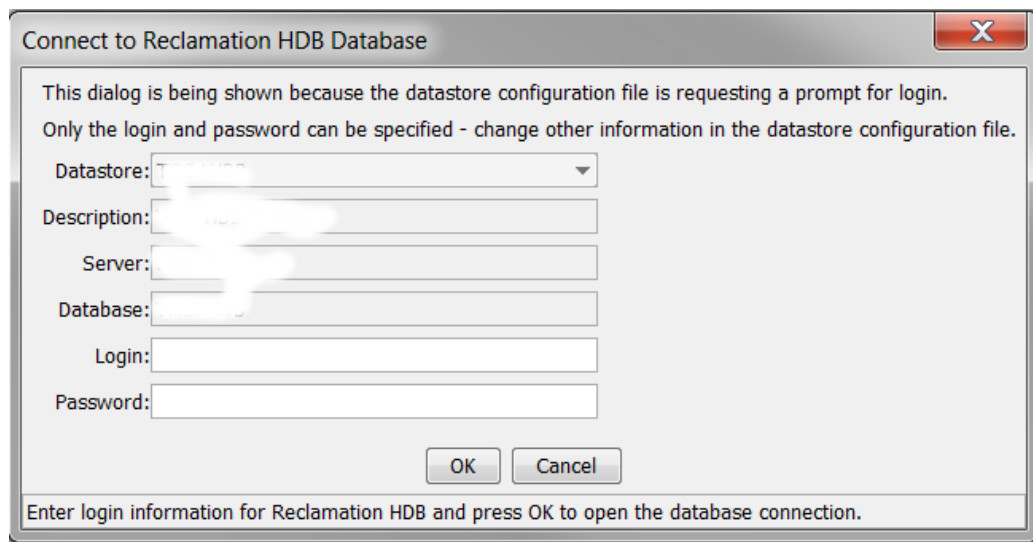 Connect to Reclamation HDB Database
X
This dialog is being shown because the datastore configuration file is requesting a prompt for login.
Only the login and password can be specified - change other information in the datastore configuration file.
Datastore:
Description:
Server:
Database:
Login:
Password:
OK Cancel
Enter login information for Reclamation HDB and press OK to open the database connection.